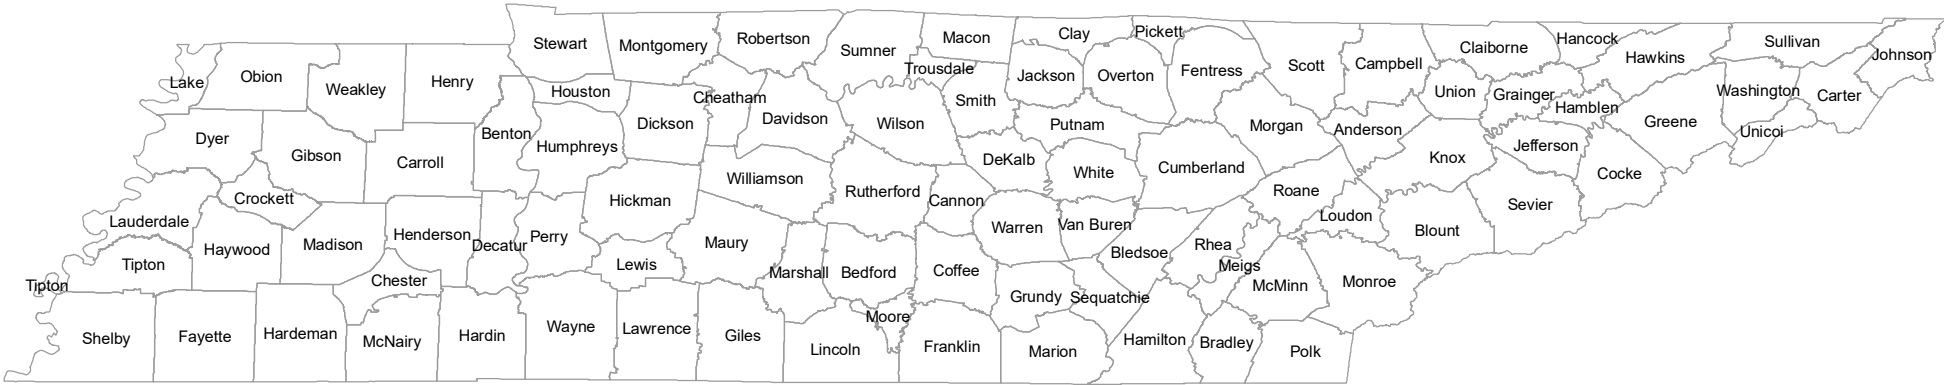 Stewart
Montgomery
Robertson
Sumner
Macon
Clay
Pickett
Claiborne
Hancock
Hawkins
Sullivan
Johnson
Lake
Obion
Weakley
Henry
Houston
Cheatham
Trousdale
Jackson
Overton
Fentress
Scott
Campbell
Union
Grainger
Hamblen
Washington
Carter
Dyer
Gibson
Carroll
Benton
Humphreys
Dickson
Davidson
Wilson
Smith
Putnam
Morgan
Anderson
Knox
Jefferson
Greene
Unicoi
Lauderdale
Crockett
Hickman
Williamson
Rutherford
Cannon
DeKalb
White
Cumberland
Roane
Loudon
Sevier
Cocke
Tipton
Haywood
Madison
Henderson
Decatur
Perry
Lewis
Maury
Marshall
Bedford
Coffee
Warren
Van Buren
Bledsoe
Rhea
Meigs
McMinn
Monroe
Blount
Tipton
Chester
Grundy
Sequatchie
Shelby
Fayette
Hardeman
McNairy
Hardin
Wayne
Lawrence
Giles
Lincoln
Moore
Franklin
Marion
Hamilton
Bradley
Polk